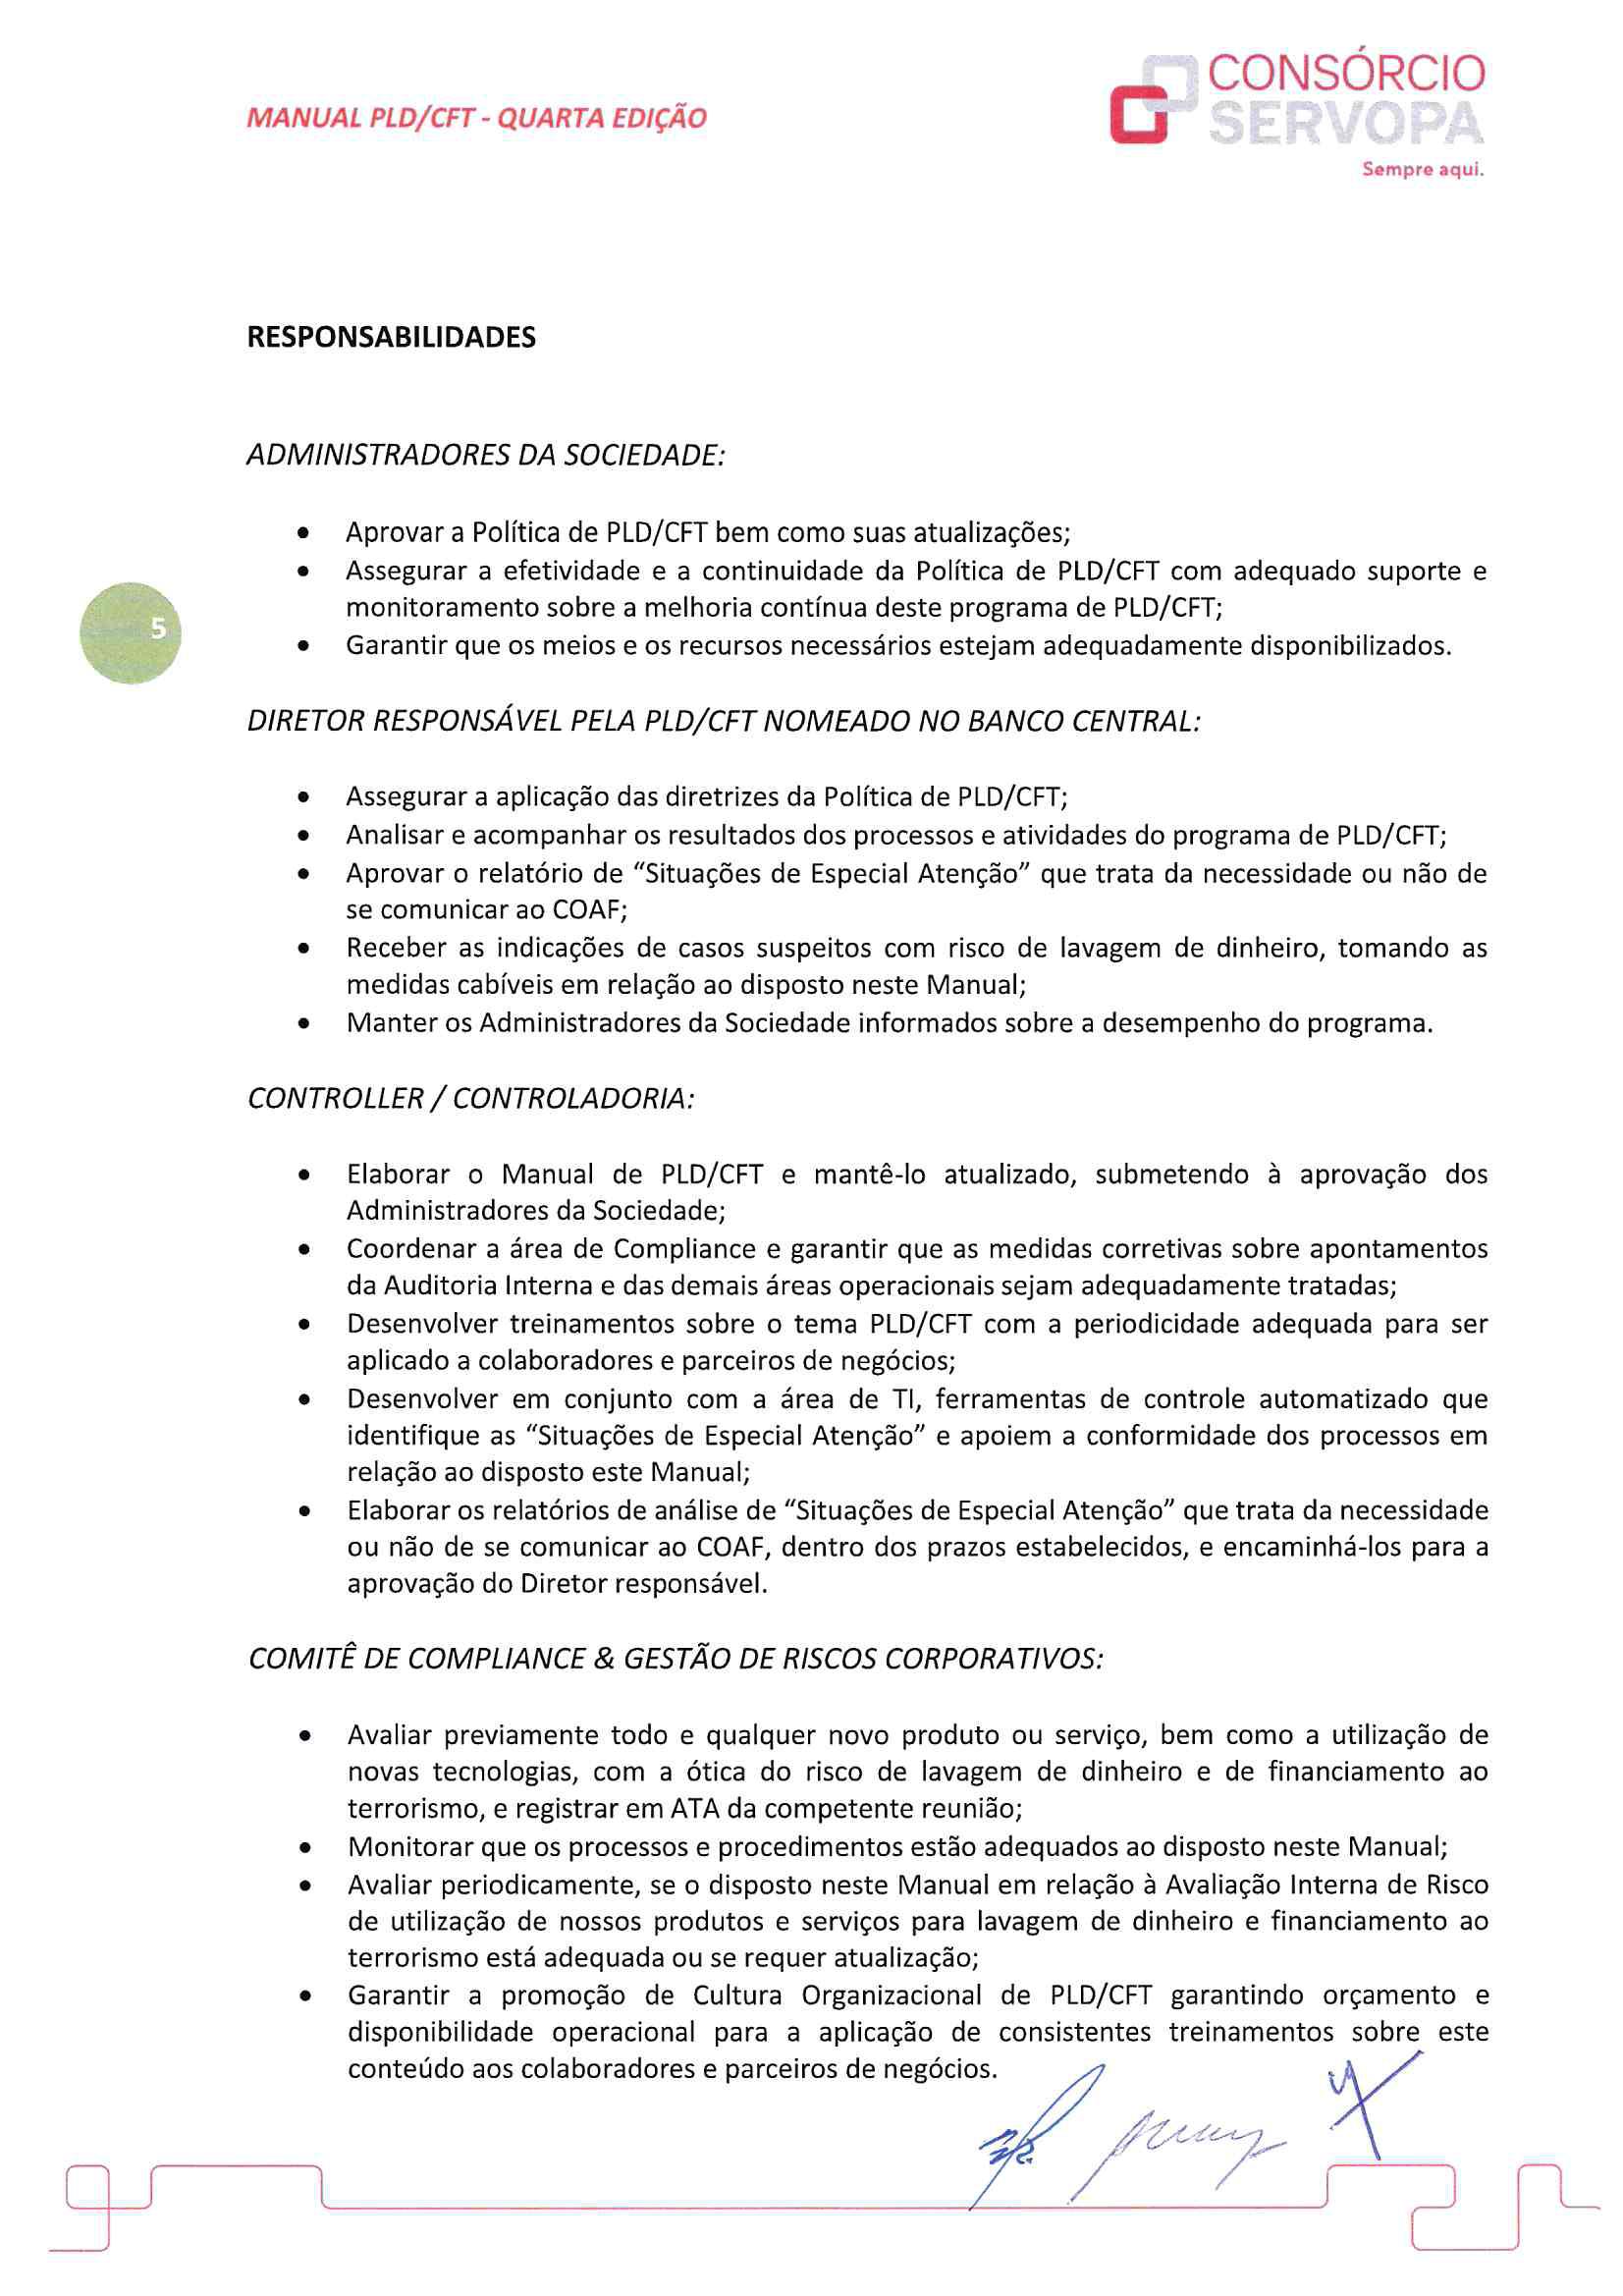 MANUAL PLD/CFT - QUARTA EDIÇÃO
CONSÓRCIO
SERVOPA
Sempre aqui.
RESPONSABILIDADES
ADMINISTRADORES DA SOCIEDADE:
• Aprovar a Política de PLD/CFT bem como suas atualizações;
• Assegurar a efetividade e a continuidade da Política de PLD/CFT com adequado suporte e
monitoramento sobre a melhoria contínua deste programa de PLD/CFT;
5
• Garantir que os meios e os recursos necessários estejam adequadamente disponibilizados.
DIRETOR RESPONSÁVEL PELA PLD/CFT NOMEADO NO BANCO CENTRAL:
• Assegurar a aplicação das diretrizes da Política de PLD/CFT;
• Analisar e acompanhar os resultados dos processos e atividades do programa de PLD/CFT;
• Aprovar o relatório de “Situações de Especial Atenção” que trata da necessidade ou não de
se comunicar ao COAF;
• Receber as indicações de casos suspeitos com risco de lavagem de dinheiro, tomando as
medidas cabíveis em relação ao disposto neste Manual;
• Manter os Administradores da Sociedade informados sobre a desempenho do programa.
CONTROLLER / CONTROLADORIA:
• Elaborar o Manual de PLD/CFT e mantê-lo atualizado, submetendo à aprovação dos
Administradores da Sociedade;
• Coordenar a área de Compliance e garantir que as medidas corretivas sobre apontamentos
da Auditoria Interna e das demais áreas operacionais sejam adequadamente tratadas;
• Desenvolver treinamentos sobre o tema PLD/CFT com a periodicidade adequada para ser
aplicado a colaboradores e parceiros de negócios;
• Desenvolver em conjunto com a área de TI, ferramentas de controle automatizado que
identifique as “Situações de Especial Atenção” e apoiem a conformidade dos processos em
relação ao disposto este Manual;
• Elaborar os relatórios de análise de “Situações de Especial Atenção” que trata da necessidade
ou não de se comunicar ao COAF, dentro dos prazos estabelecidos, e encaminhá-los para a
aprovação do Diretor responsável.
COMITÊ DE COMPLIANCE & GESTÃO DE RISCOS CORPORATIVOS:
• Avaliar previamente todo e qualquer novo produto ou serviço, bem como a utilização de
novas tecnologias, com a ótica do risco de lavagem de dinheiro e de financiamento ao
terrorismo, e registrar em ATA da competente reunião;
• Monitorar que os processos e procedimentos estão adequados ao disposto neste Manual;
• Avaliar periodicamente, se o disposto neste Manual em relação à Avaliação Interna de Risco
de utilização de nossos produtos e serviços para lavagem de dinheiro e financiamento ao
terrorismo está adequada ou se requer atualização;
• Garantir a promoção de Cultura Organizacional de PLD/CFT garantindo orçamento e
disponibilidade operacional para a aplicação de consistentes treinamentos sobre este
conteúdo aos colaboradores e parceiros de negócios.